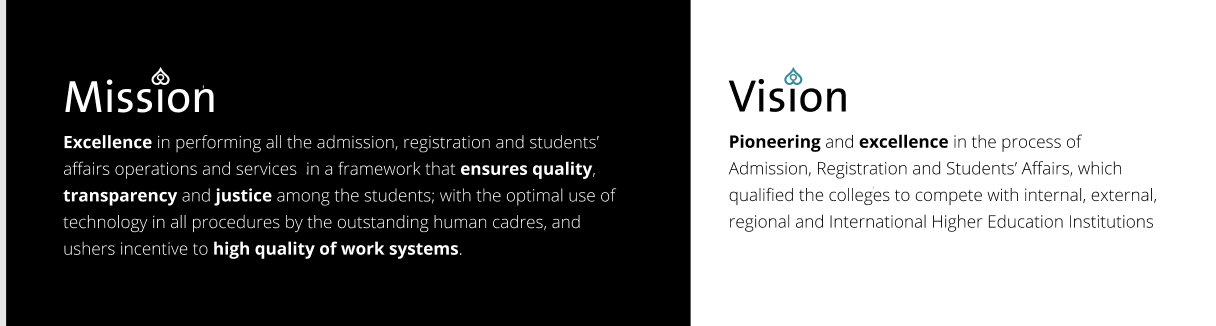 Mission
Excellence in performing all the admission, registration and students’
affairs operations and services in a framework that ensures quality,
transparency and justice among the students; with the optimal use of
technology in all procedures by the outstanding human cadres, and
ushers incentive to high quality of work systems.
Vision
Pioneering and excellence in the process of
Admission, Registration and Students’ Affairs, which
qualified the colleges to compete with internal, external,
regional and International Higher Education Institutions